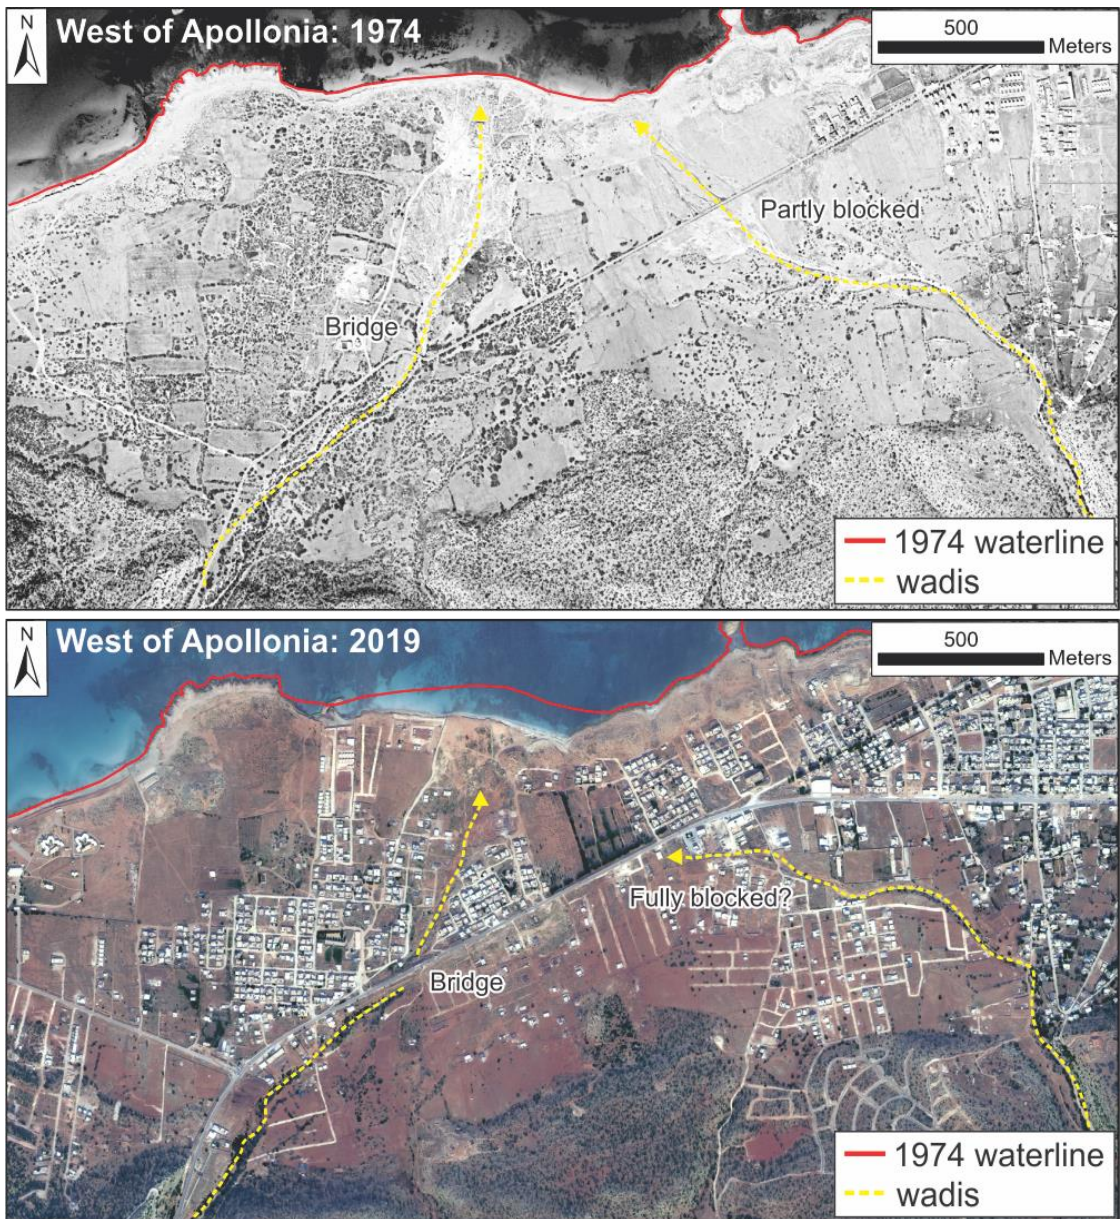 N
West of Apollonia: 1974
500
Meters
Partly blocked
Bridge
1974 waterline
wadis
N
West of Apollonia: 2019
500
Meters
Fully blocked?
Bridge
1974 waterline
wadis